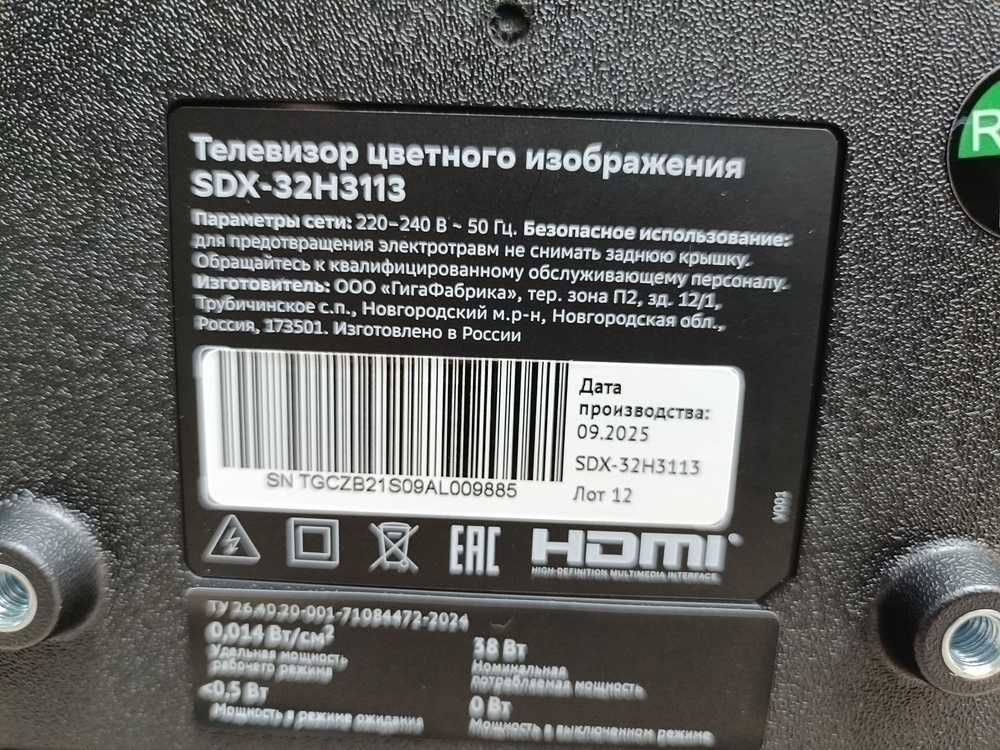 Телевизор цветного изображения
SDX-32H3113
Параметры сети: 220–240 В ~ 50 Гц. Безопасное использование:
для предотвращения электротравм не снимать заднюю крышку.
Обращайтесь к квалифицированному обслуживающему персоналу.
Изготовитель: ООО «ГигаФабрика», тер. зона П2, зд. 12/1,
Трубичинское с.п., Новгородский м.р-н, Новгородская обл.,
Россия, 173501. Изготовлено в России
Дата
производства:
09.2025
SDX-32H3113
Лот 12
SN TGCZB21S09AL009885
V001
EAC
HDMI
HIGH-DEFINITION MULTIMEDIA INTERFACE
R
ТУ 26.40.20-001-71084472-2024
0,014 Вт/см²
Удельная мощность
рабочего режима
<0,5 Вт
Мощность в режиме ожидания
38 Вт
Номинальная
потребляемая мощность
0 Вт
Мощность в выключенном режиме